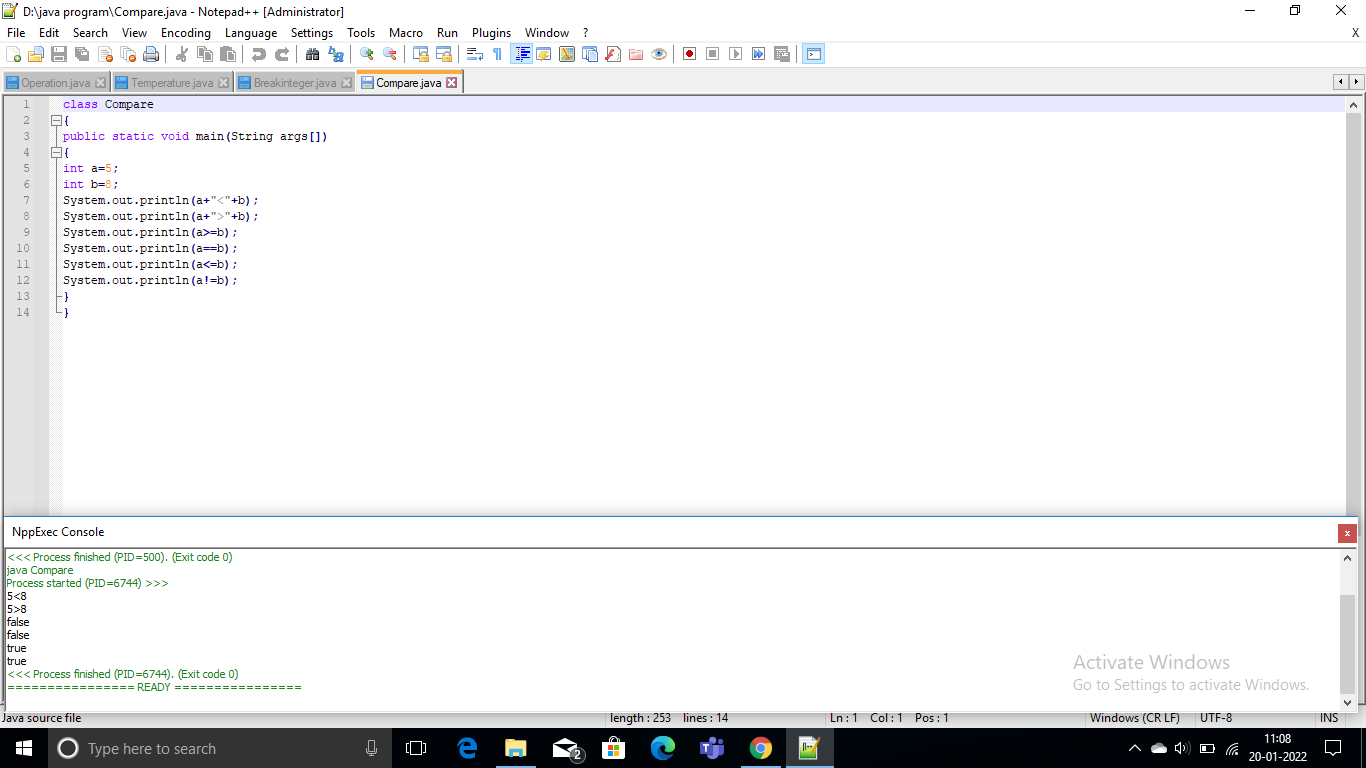 D:\java program\Compare.java - Notepad++ [Administrator]
File Edit Search View Encoding Language Settings Tools Macro Run Plugins Window ? X
Operation.java Temperature.java Breakinteger.java Compare.java
1 class Compare
2 {
3 public static void main(String args[])
4 {
5 int a=5;
6 int b=8;
7 System.out.println(a+"<"+b);
8 System.out.println(a+">"+b);
9 System.out.println(a>=b);
10 System.out.println(a==b);
11 System.out.println(a<=b);
12 System.out.println(a!=b);
13 }
14 }
NppExec Console
<<< Process finished (PID=500). (Exit code 0)
java Compare
Process started (PID=6744) >>>
5<8
5>8
false
false
true
true
<<< Process finished (PID=6744). (Exit code 0)
================ READY ================
Activate Windows
Go to Settings to activate Windows.
Java source file length : 253 lines : 14 Ln : 1 Col : 1 Pos : 1 Windows (CR LF) UTF-8 INS
Type here to search 2 11:08
20-01-2022